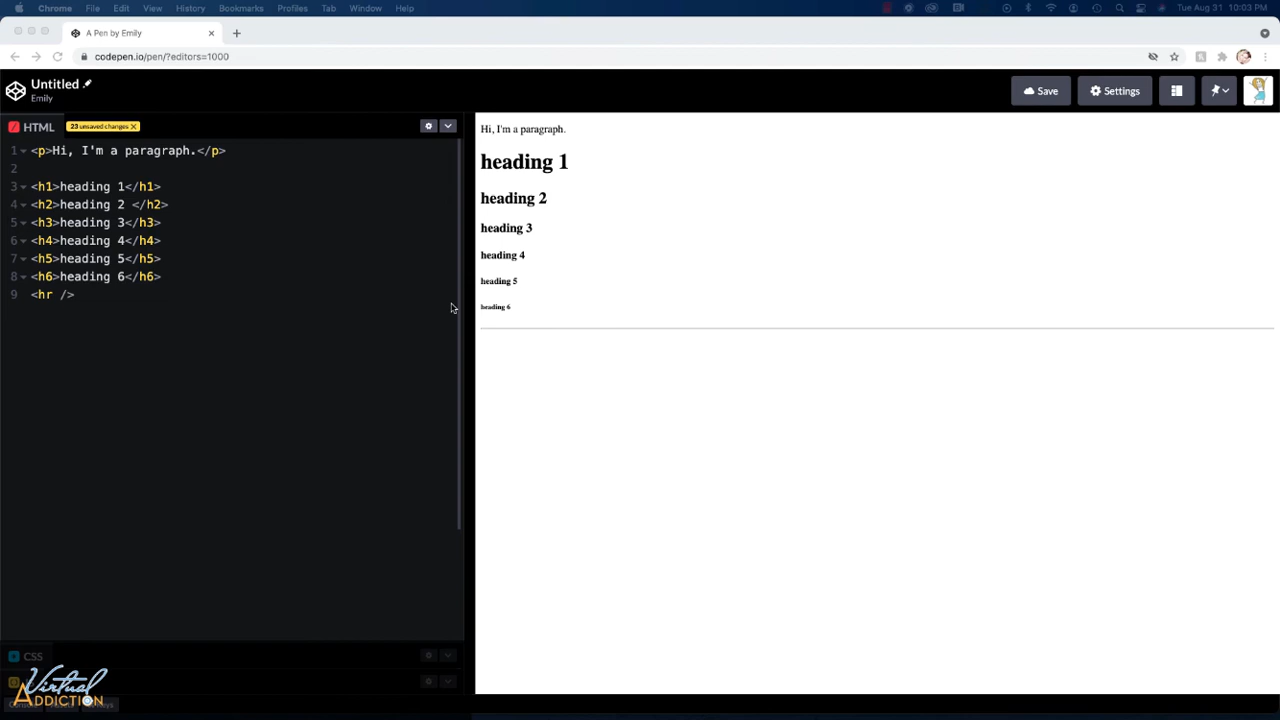 Chrome File Edit View History Bookmarks Profiles Tab Window Help Tue Aug 31 10:03 PM
A Pen by Emily
codepen.io/pen/?editors=1000
Untitled
Emily
Save Settings
HTML 23 unsaved changes X
1 <p>Hi, I'm a paragraph.</p>
2
3 <h1>heading 1</h1>
4 <h2>heading 2 </h2>
5 <h3>heading 3</h3>
6 <h4>heading 4</h4>
7 <h5>heading 5</h5>
8 <h6>heading 6</h6>
9 <hr />
CSS
Virtual
Addiction
Hi, I'm a paragraph.
heading 1
heading 2
heading 3
heading 4
heading 5
heading 6